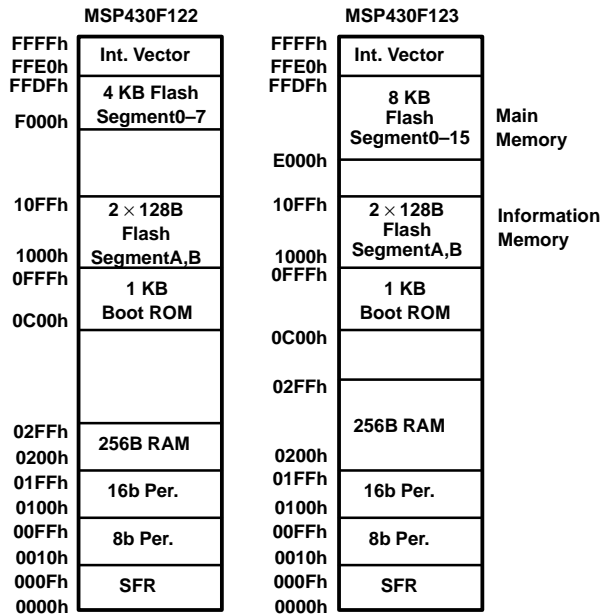 MSP430F122
FFFFh
Int. Vector
FFE0h
FFDFh
4 KB Flash
Segment0–7
F000h
10FFh
2 × 128B
Flash
SegmentA,B
1000h
0FFFh
1 KB
Boot ROM
0C00h
02FFh
256B RAM
0200h
01FFh
16b Per.
0100h
00FFh
8b Per.
0010h
000Fh
SFR
0000h
MSP430F123
FFFFh
Int. Vector
FFE0h
FFDFh
8 KB
Flash
Segment0–15
E000h
Main
Memory
10FFh
2 × 128B
Flash
SegmentA,B
1000h
Information
Memory
0FFFh
1 KB
Boot ROM
0C00h
02FFh
256B RAM
0200h
01FFh
16b Per.
0100h
00FFh
8b Per.
0010h
000Fh
SFR
0000h